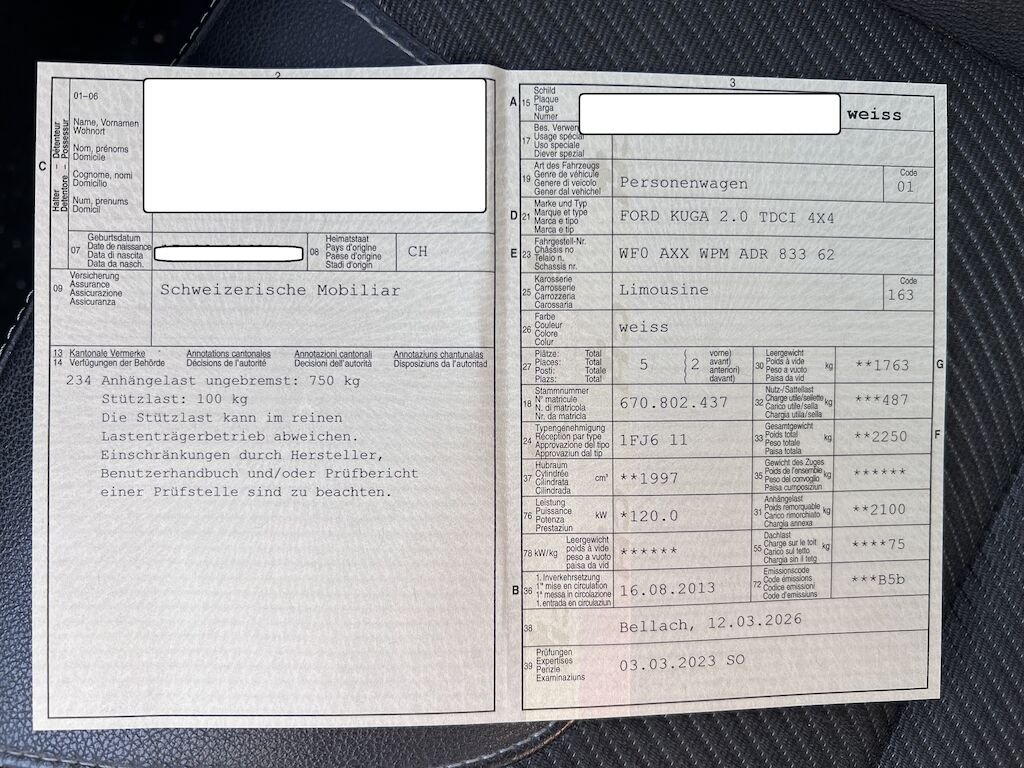 2
01–06
Halter – Détenteur
Detentore – Possessur
Name, Vornamen
Wohnort
Nom, prénoms
Domicile
Cognome, nomi
Domicilio
Num, prenums
Domicil
C
07
Geburtsdatum
Date de naissance
Data di nascita
Data da nasch.
08
Heimatstaat
Pays d'origine
Paese d'origine
Stadi d'origin
CH
09
Versicherung
Assurance
Assicurazione
Assicuranza
Schweizerische Mobiliar
13 Kantonale Vermerke Annotations cantonales Annotazioni cantonali Annotaziuns chantunalas
14 Verfügungen der Behörde Décisions de l'autorité Decisioni dell'autorità Disposiziuns da l'autoritad
234 Anhängelast ungebremst: 750 kg
Stützlast: 100 kg
Die Stützlast kann im reinen
Lastenträgerbetrieb abweichen.
Einschränkungen durch Hersteller,
Benutzerhandbuch und/oder Prüfbericht
einer Prüfstelle sind zu beachten.
3
A
15
Schild
Plaque
Targa
Numer
weiss
17
Bes. Verwen
Usage spécial
Uso speciale
Diever spezial
19
Art des Fahrzeugs
Genre de véhicule
Genere di veicolo
Gener dal vehichel
Personenwagen
Code
01
D
21
Marke und Typ
Marque et type
Marca e tipo
Marca e tip
FORD KUGA 2.0 TDCI 4X4
E
23
Fahrgestell-Nr.
Châssis no
Telaio n.
Schassis nr.
WF0 AXX WPM ADR 833 62
25
Karosserie
Carrosserie
Carrozzeria
Carossaria
Limousine
Code
163
26
Farbe
Couleur
Colore
Colur
weiss
27
Plätze: Total
Places: Total
Posti: Totale
Plazs: Total
5
2
vorne)
avant)
anteriori)
davant)
30
Leergewicht
Poids à vide
Peso a vuoto
Paisa da vid
kg
**1763
G
18
Stammnummer
N° matricule
N. di matricola
Nr. da matricla
670.802.437
32
Nutz-/Sattellast
Charge utile/sellette
Carico utile/sella
Chargia utila/sella
kg
***487
24
Typengenehmigung
Réception par type
Approvazione del tipo
Approvaziun dal tip
1FJ6 11
33
Gesamtgewicht
Poids total
Peso totale
Paisa totala
kg
**2250
F
37
Hubraum
Cylindrée
Cilindrata
Cilindrada
cm³
**1997
35
Gewicht des Zuges
Poids de l'ensemble
Peso del convoglio
Paisa cumposiziun
kg
******
76
Leistung
Puissance
Potenza
Prestaziun
kW
*120.0
31
Anhängelast
Poids remorquable
Carico rimorchiato
Chargia annexa
kg
**2100
78 kW/kg
Leergewicht
poids à vide
peso a vuoto
paisa da vid
******
55
Dachlast
Charge sur le toit
Carico sul tetto
Chargia sin il tetg
kg
****75
B
36
1. Inverkehrsetzung
1re mise en circulation
1a messa in circolazione
1. entrada en circulaziun
16.08.2013
72
Emissionscode
Code émissions
Codice emissioni
Code d'emissiuns
***B5b
38
Bellach, 12.03.2026
39
Prüfungen
Expertises
Perizie
Examinaziuns
03.03.2023 SO